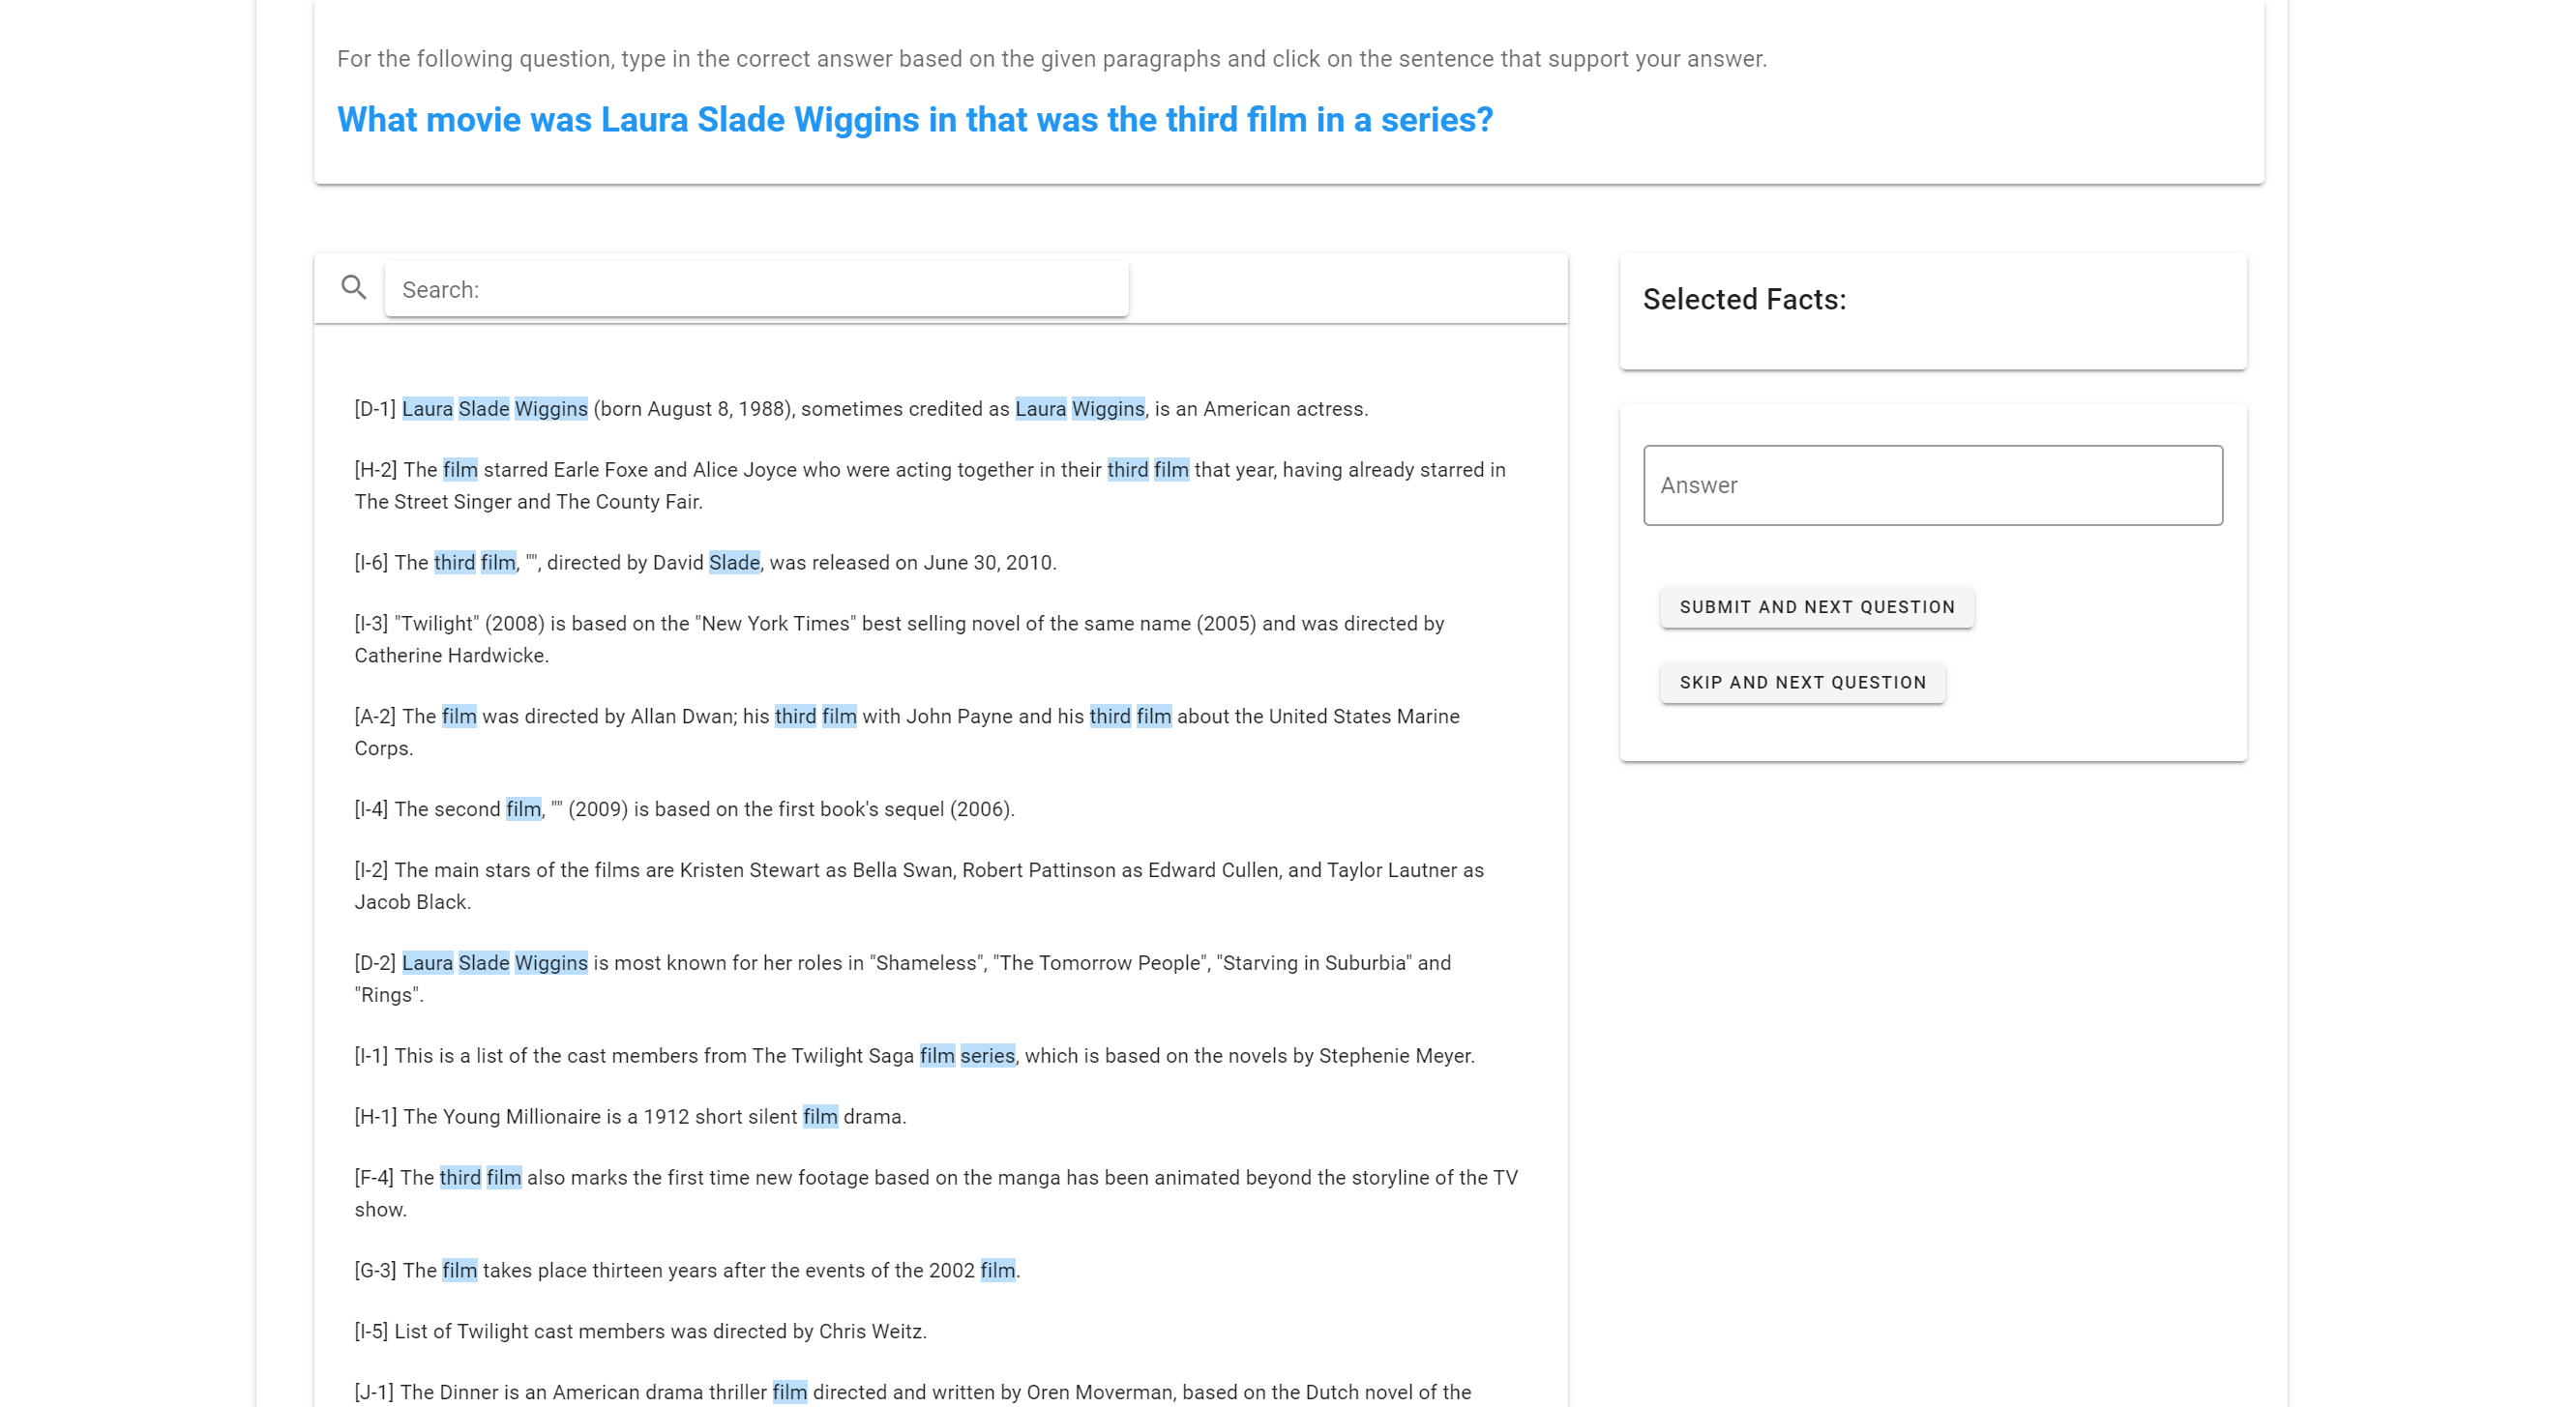 For the following question, type in the correct answer based on the given paragraphs and click on the sentence that support your answer.
What movie was Laura Slade Wiggins in that was the third film in a series?
Search:
[D-1] Laura Slade Wiggins (born August 8, 1988), sometimes credited as Laura Wiggins, is an American actress.
[H-2] The film starred Earle Foxe and Alice Joyce who were acting together in their third film that year, having already starred in
The Street Singer and The County Fair.
[I-6] The third film, "", directed by David Slade, was released on June 30, 2010.
[I-3] "Twilight" (2008) is based on the "New York Times" best selling novel of the same name (2005) and was directed by
Catherine Hardwicke.
[A-2] The film was directed by Allan Dwan; his third film with John Payne and his third film about the United States Marine
Corps.
[I-4] The second film, "" (2009) is based on the first book's sequel (2006).
[I-2] The main stars of the films are Kristen Stewart as Bella Swan, Robert Pattinson as Edward Cullen, and Taylor Lautner as
Jacob Black.
[D-2] Laura Slade Wiggins is most known for her roles in "Shameless", "The Tomorrow People", "Starving in Suburbia" and
"Rings".
[I-1] This is a list of the cast members from The Twilight Saga film series, which is based on the novels by Stephenie Meyer.
[H-1] The Young Millionaire is a 1912 short silent film drama.
[F-4] The third film also marks the first time new footage based on the manga has been animated beyond the storyline of the TV
show.
[G-3] The film takes place thirteen years after the events of the 2002 film.
[I-5] List of Twilight cast members was directed by Chris Weitz.
[J-1] The Dinner is an American drama thriller film directed and written by Oren Moverman, based on the Dutch novel of the
Selected Facts:
Answer
SUBMIT AND NEXT QUESTION
SKIP AND NEXT QUESTION